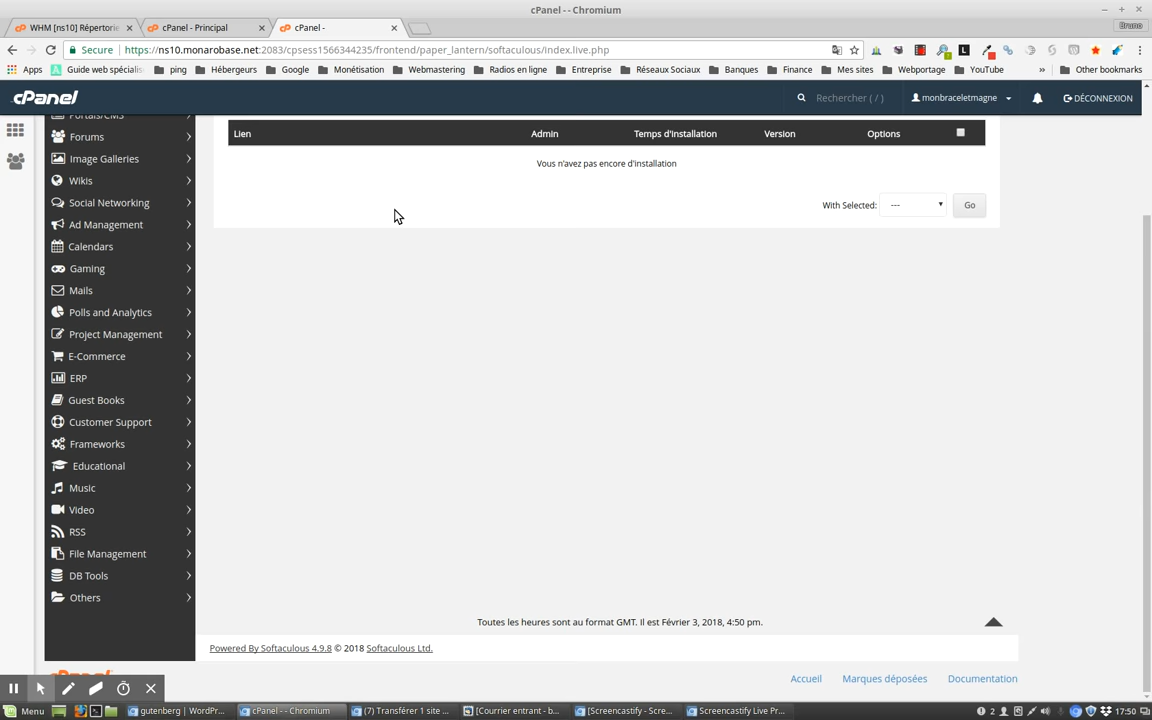 cPanel - - Chromium
WHM [ns10] Répertorie
cPanel - Principal
cPanel -
Bruno
Secure https://ns10.monarobase.net:2083/cpsess1566344235/frontend/paper_lantern/softaculous/index.live.php
Apps Guide web spécialis ping Hébergeurs Google Monétisation Webmastering Radios en ligne Entreprise Réseaux Sociaux Banques Finance Mes sites Webportage YouTube » Other bookmarks
cPanel Rechercher ( / ) monbraceletmagne DÉCONNEXION
Portals/CMS
Forums
Image Galleries
Wikis
Social Networking
Ad Management
Calendars
Gaming
Mails
Polls and Analytics
Project Management
E-Commerce
ERP
Guest Books
Customer Support
Frameworks
Educational
Music
Video
RSS
File Management
DB Tools
Others
Lien Admin Temps d'installation Version Options
Vous n'avez pas encore d'installation
With Selected: --- Go
Toutes les heures sont au format GMT. Il est Février 3, 2018, 4:50 pm.
Powered By Softaculous 4.9.8 © 2018 Softaculous Ltd.
Accueil Marques déposées Documentation
Menu gutenberg | WordPr... cPanel - - Chromium (7) Transférer 1 site ... [Courrier entrant - b... [Screencastify - Scre... Screencastify Live Pr... 2 17:50